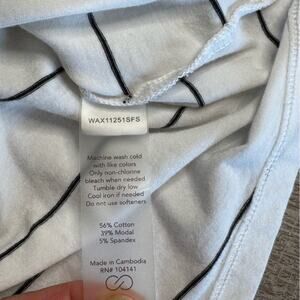 WAX11251SFS
Machine wash cold
with like colors
Only non-chlorine
bleach when needed
Tumble dry low
Cool iron if needed
Do not use softeners
56% Cotton
39% Modal
5% Spandex
Made in Cambodia
RN# 104141